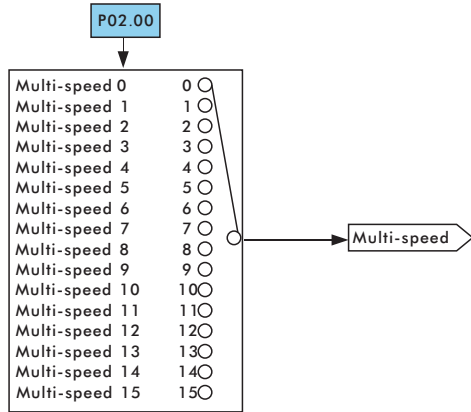 P02.00
Multi-speed 0 0
Multi-speed 1 1
Multi-speed 2 2
Multi-speed 3 3
Multi-speed 4 4
Multi-speed 5 5
Multi-speed 6 6
Multi-speed 7 7
Multi-speed 8 8
Multi-speed 9 9
Multi-speed 10 10
Multi-speed 11 11
Multi-speed 12 12
Multi-speed 13 13
Multi-speed 14 14
Multi-speed 15 15
Multi-speed